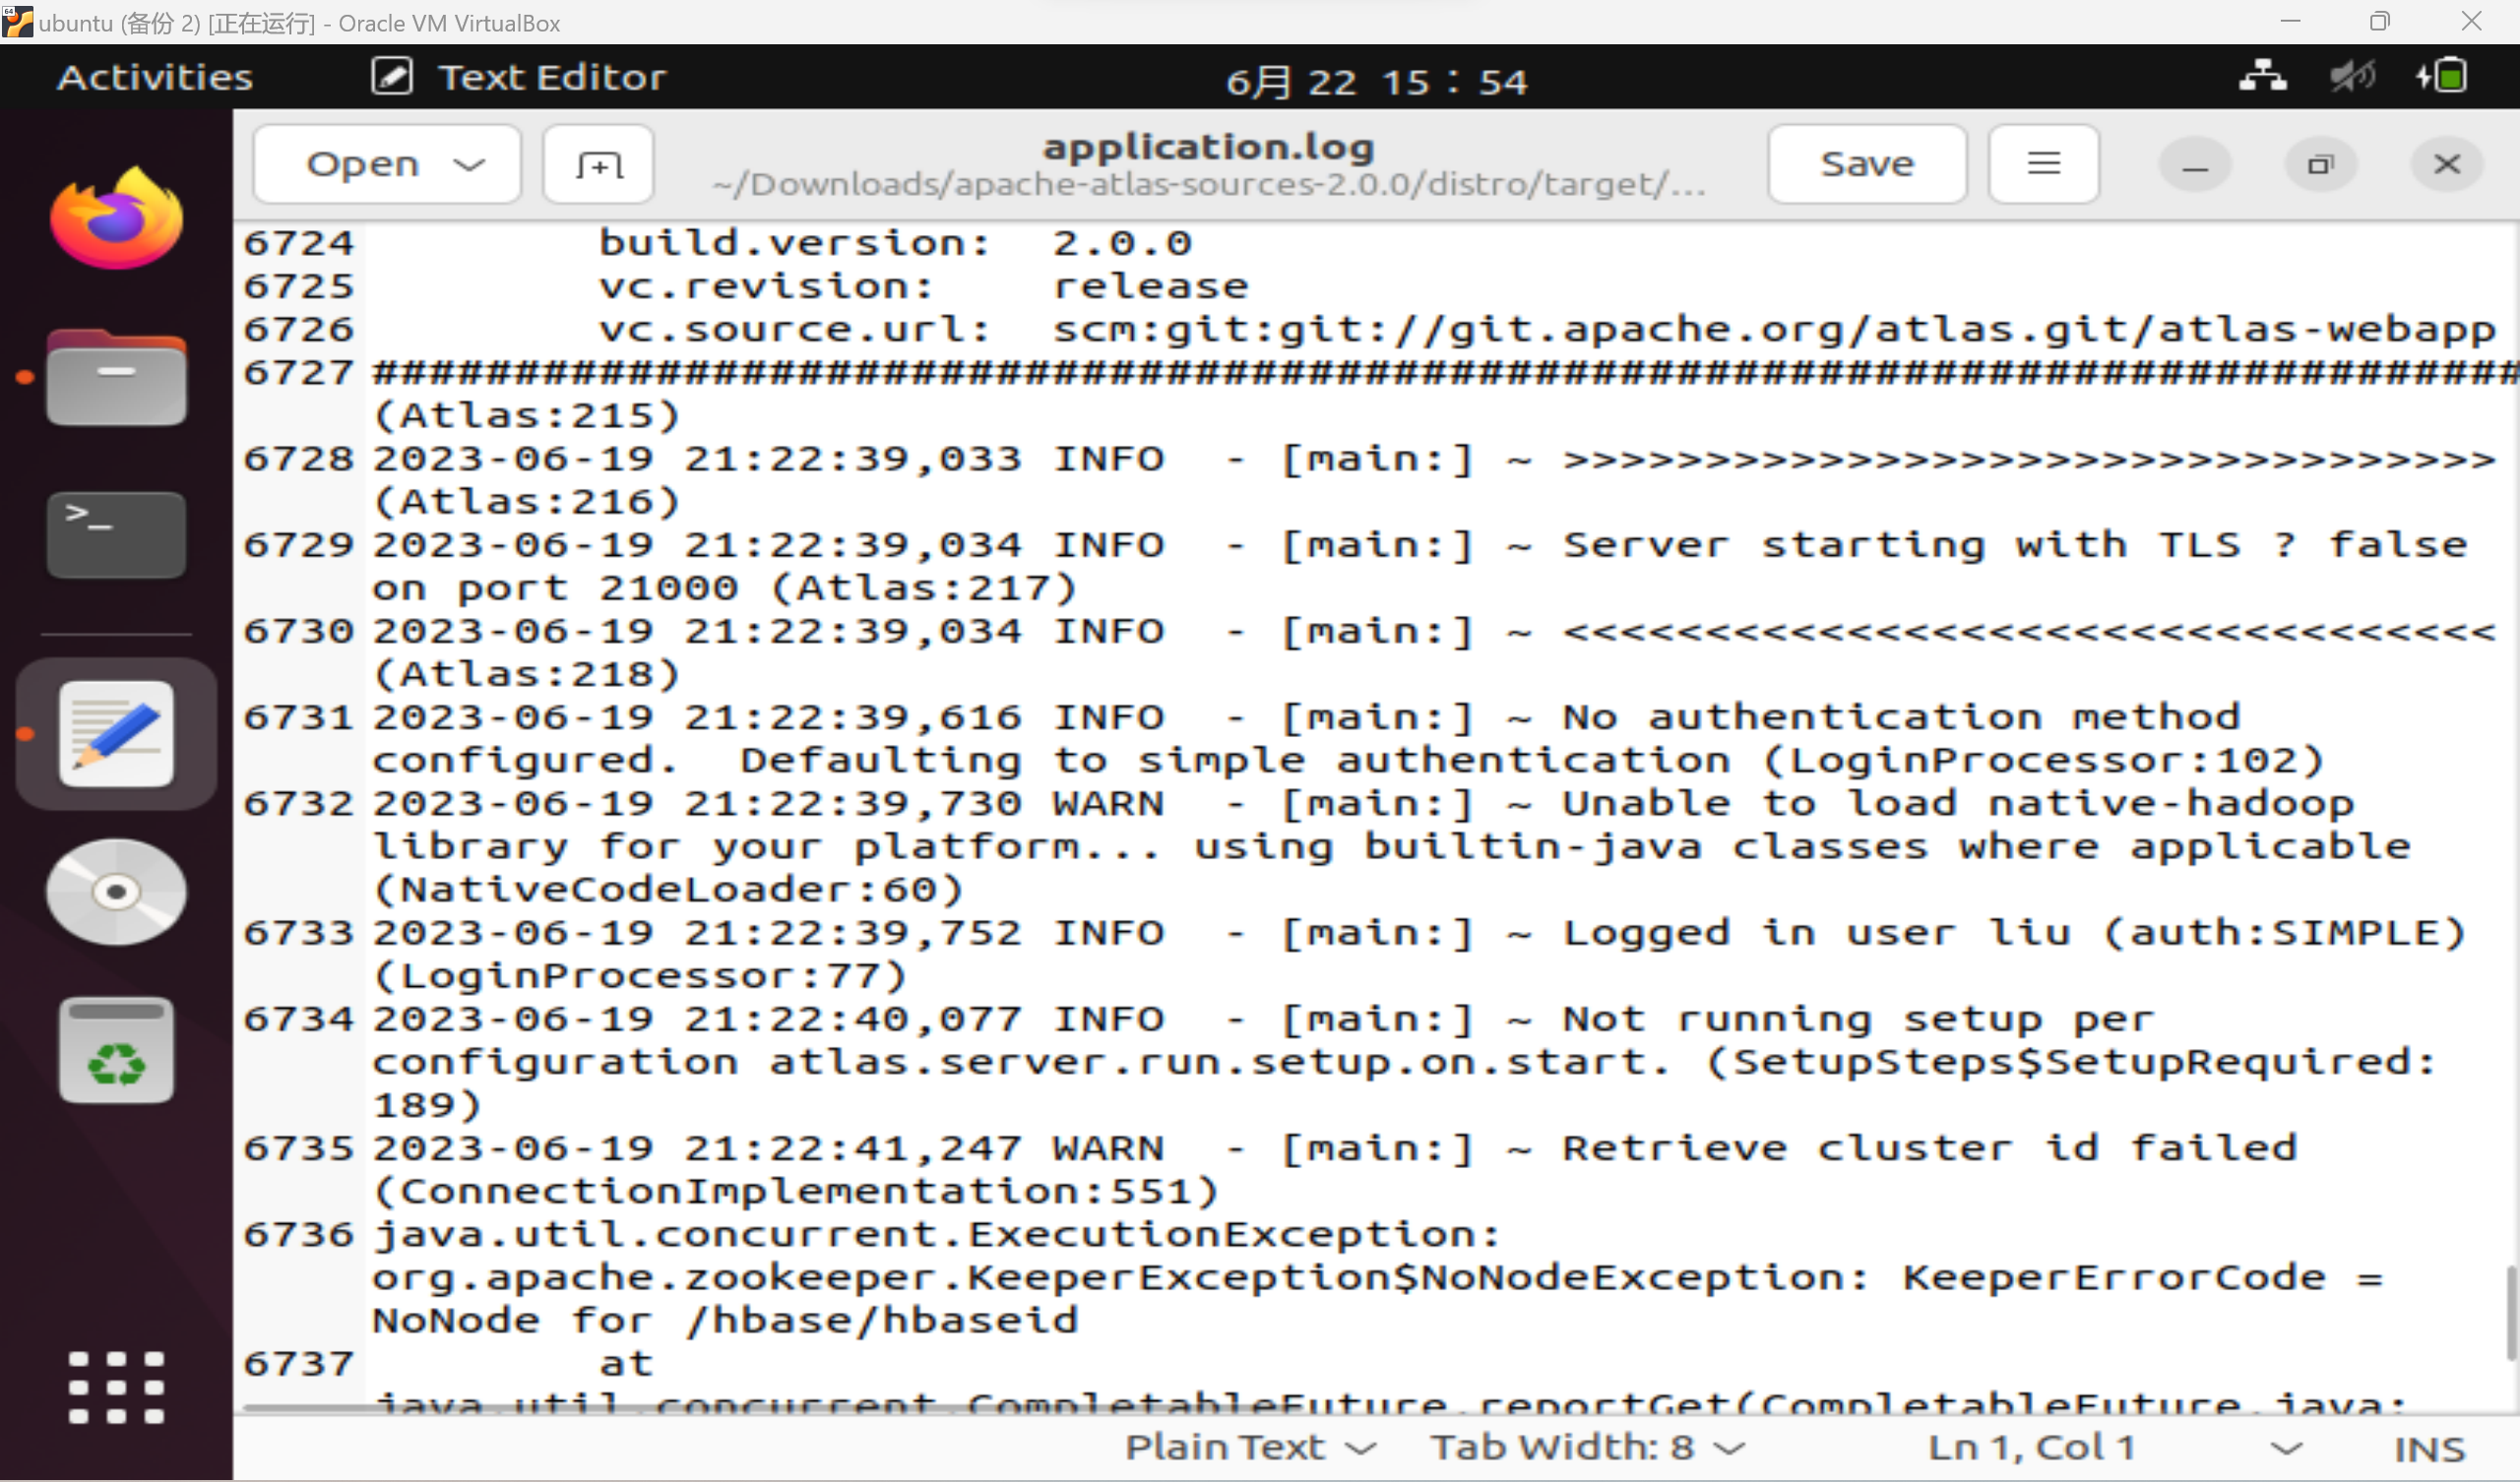 ubuntu (备份 2) [正在运行] - Oracle VM VirtualBox
Activities Text Editor 6月 22 15：54
Open application.log Save
~/Downloads/apache-atlas-sources-2.0.0/distro/target/...
6724 build.version: 2.0.0
6725 vc.revision: release
6726 vc.source.url: scm:git:git://git.apache.org/atlas.git/atlas-webapp
6727 ############################################################################
(Atlas:215)
6728 2023-06-19 21:22:39,033 INFO - [main:] ~ >>>>>>>>>>>>>>>>>>>>>>>>>>>>>>>>>
(Atlas:216)
6729 2023-06-19 21:22:39,034 INFO - [main:] ~ Server starting with TLS ? false
on port 21000 (Atlas:217)
6730 2023-06-19 21:22:39,034 INFO - [main:] ~ <<<<<<<<<<<<<<<<<<<<<<<<<<<<<<<<<
(Atlas:218)
6731 2023-06-19 21:22:39,616 INFO - [main:] ~ No authentication method
configured. Defaulting to simple authentication (LoginProcessor:102)
6732 2023-06-19 21:22:39,730 WARN - [main:] ~ Unable to load native-hadoop
library for your platform... using builtin-java classes where applicable
(NativeCodeLoader:60)
6733 2023-06-19 21:22:39,752 INFO - [main:] ~ Logged in user liu (auth:SIMPLE)
(LoginProcessor:77)
6734 2023-06-19 21:22:40,077 INFO - [main:] ~ Not running setup per
configuration atlas.server.run.setup.on.start. (SetupSteps$SetupRequired:
189)
6735 2023-06-19 21:22:41,247 WARN - [main:] ~ Retrieve cluster id failed
(ConnectionImplementation:551)
6736 java.util.concurrent.ExecutionException:
org.apache.zookeeper.KeeperException$NoNodeException: KeeperErrorCode =
NoNode for /hbase/hbaseid
6737 at
java.util.concurrent.CompletableFuture.reportGet(CompletableFuture.java:
Plain Text Tab Width: 8 Ln 1, Col 1 INS